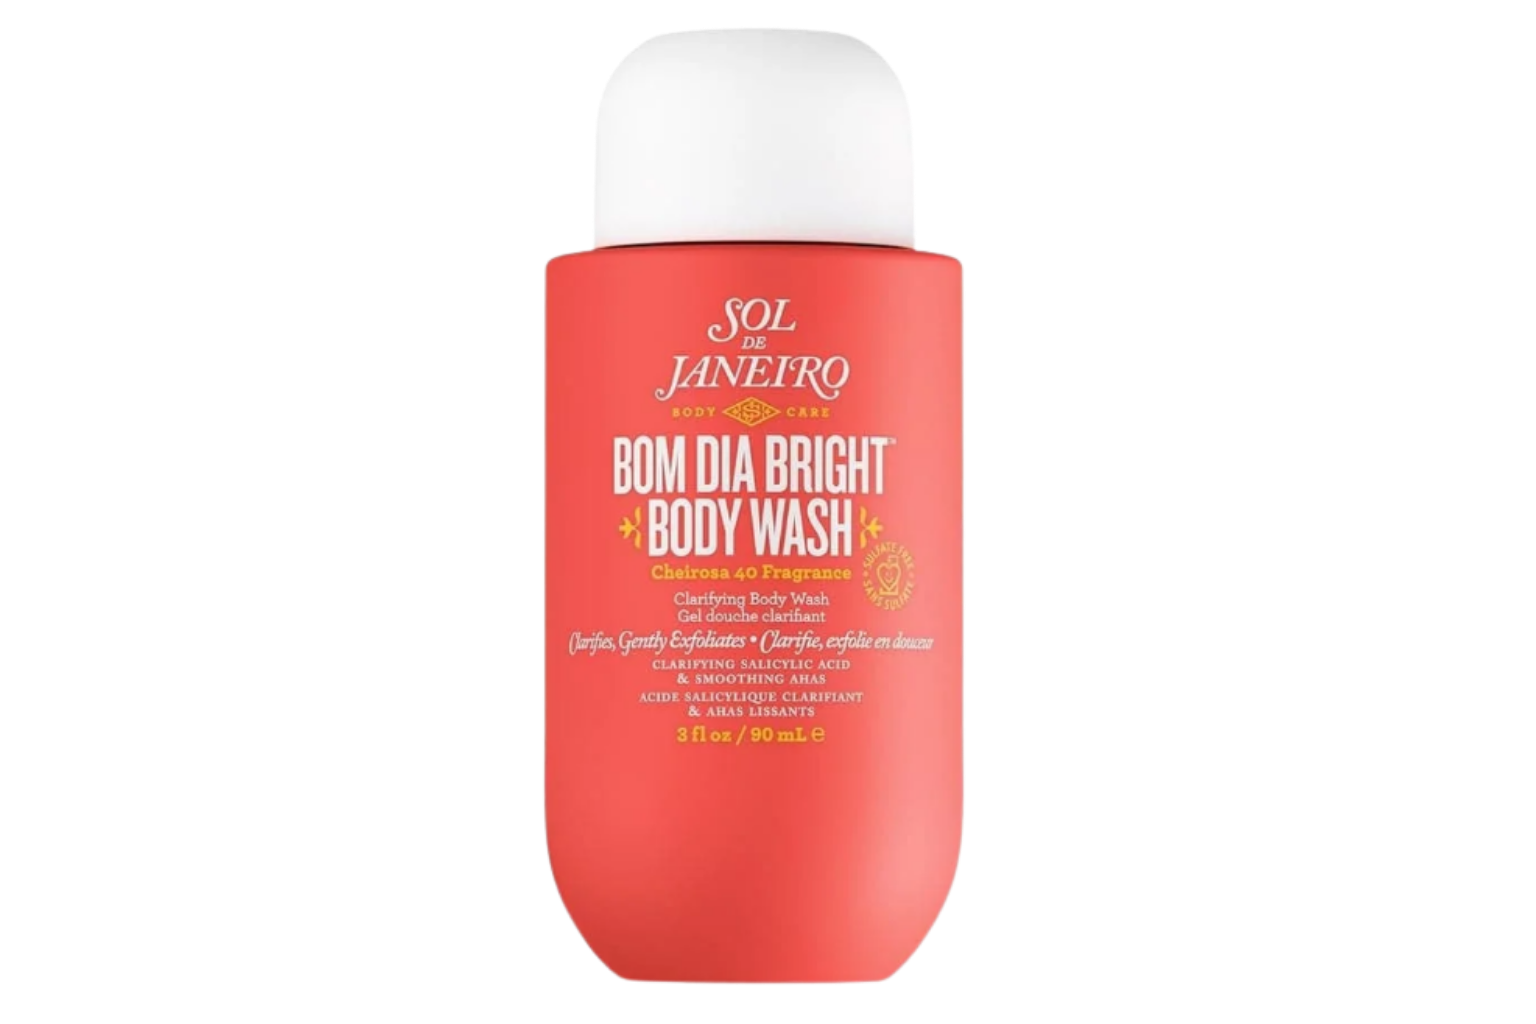 SOL
DE
JANEIRO
BODY CARE
BOM DIA BRIGHT™
BODY WASH
Cheirosa 40 Fragrance
SULFATE FREE
SANS SULFATE
Clarifying Body Wash
Gel douche clarifiant
Clarifies, Gently Exfoliates • Clarifie, exfolie en douceur
CLARIFYING SALICYLIC ACID
& SMOOTHING AHAS
ACIDE SALICYLIQUE CLARIFIANT
& AHAS LISSANTS
3 fl oz / 90 mL ℮